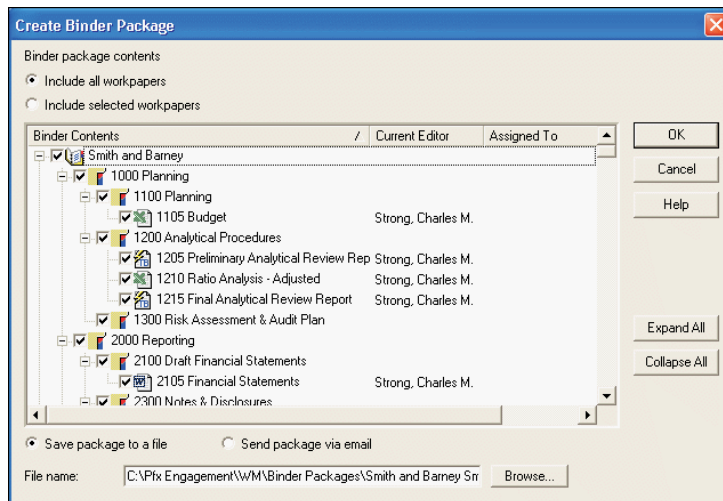 Create Binder Package
Binder package contents
Include all workpapers
Include selected workpapers
Binder Contents / Current Editor Assigned To
Smith and Barney
1000 Planning
1100 Planning
1105 Budget Strong, Charles M.
1200 Analytical Procedures
1205 Preliminary Analytical Review Rep Strong, Charles M.
1210 Ratio Analysis - Adjusted Strong, Charles M.
1215 Final Analytical Review Report Strong, Charles M.
1300 Risk Assessment & Audit Plan
2000 Reporting
2100 Draft Financial Statements
2105 Financial Statements Strong, Charles M.
2300 Notes & Disclosures
OK
Cancel
Help
Expand All
Collapse All
Save package to a file Send package via email
File name: C:\Pfx Engagement\WM\Binder Packages\Smith and Barney Sm Browse...